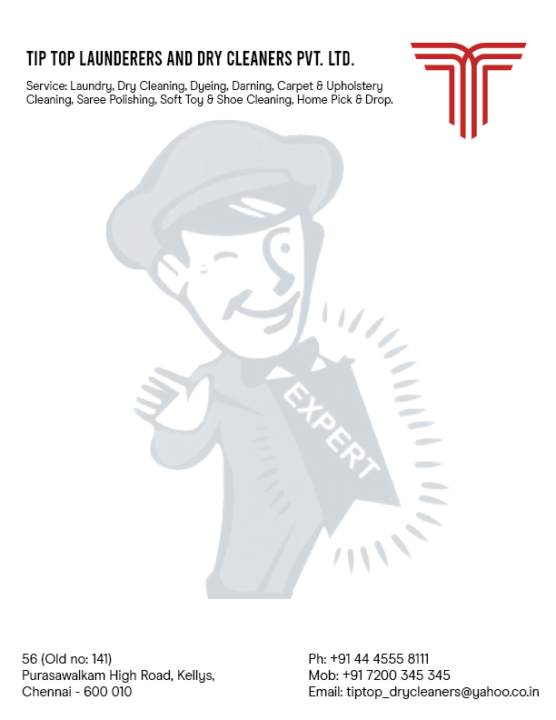 TIP TOP LAUNDERERS AND DRY CLEANERS PVT. LTD.
Service: Laundry, Dry Cleaning, Dyeing, Darning, Carpet & Upholstery
Cleaning, Saree Polishing, Soft Toy & Shoe Cleaning, Home Pick & Drop.
EXPERT
56 (Old no: 141)
Purasawalkam High Road, Kellys,
Chennai - 600 010
Ph: +91 44 4555 8111
Mob: +91 7200 345 345
Email: tiptop_drycleaners@yahoo.co.in